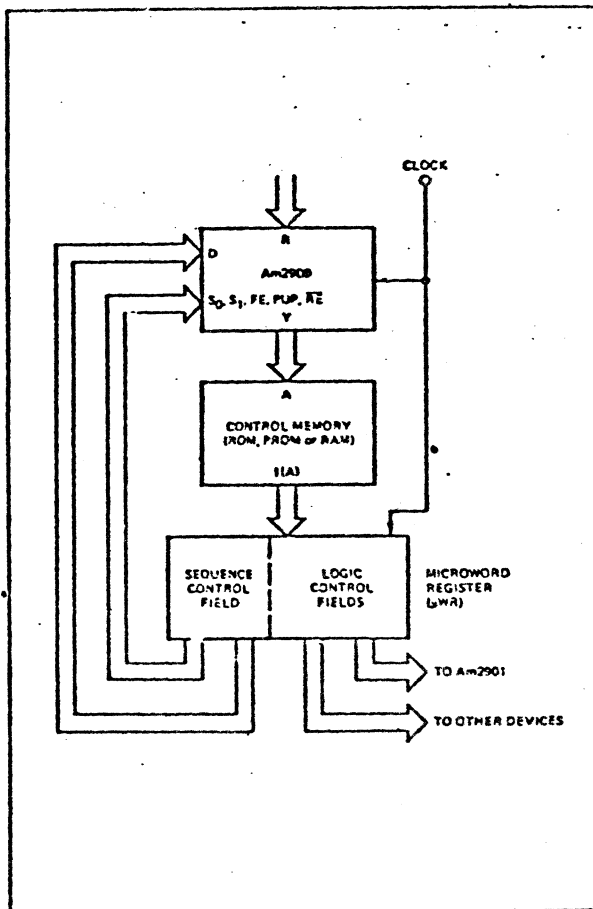 CLOCK
R
D
Am2909
S0, S1, FE, PUP, R̅E̅
Y
A
CONTROL MEMORY
(ROM, PROM or RAM)
I(A)
SEQUENCE
CONTROL
FIELD
LOGIC
CONTROL
FIELDS
MICROWORD
REGISTER
(μWR)
TO Am2901
TO OTHER DEVICES